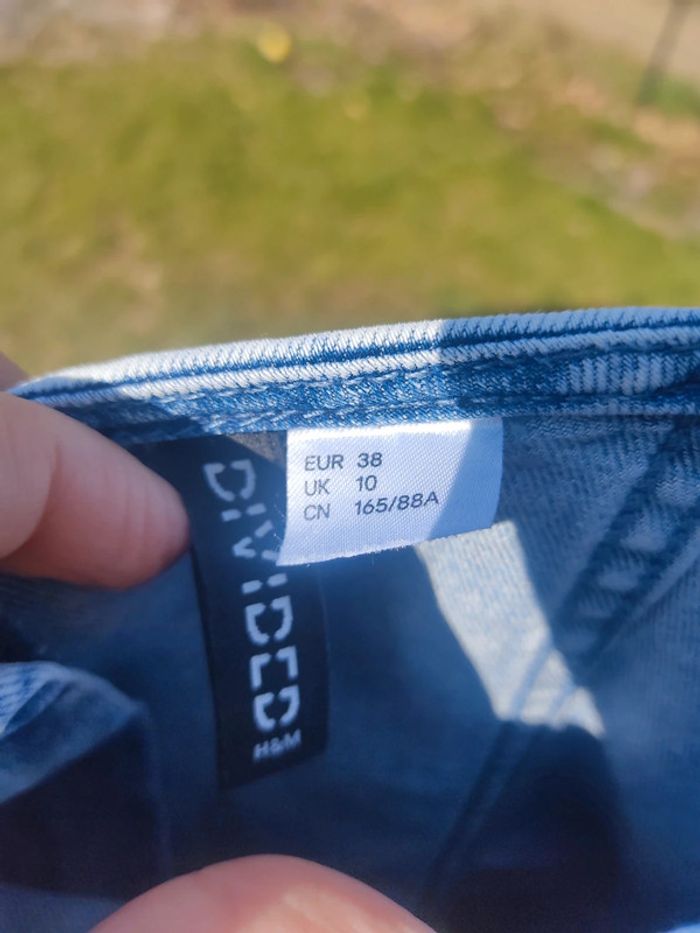 EUR 38
UK 10
CN 165/88A
DIVIDED
H&M